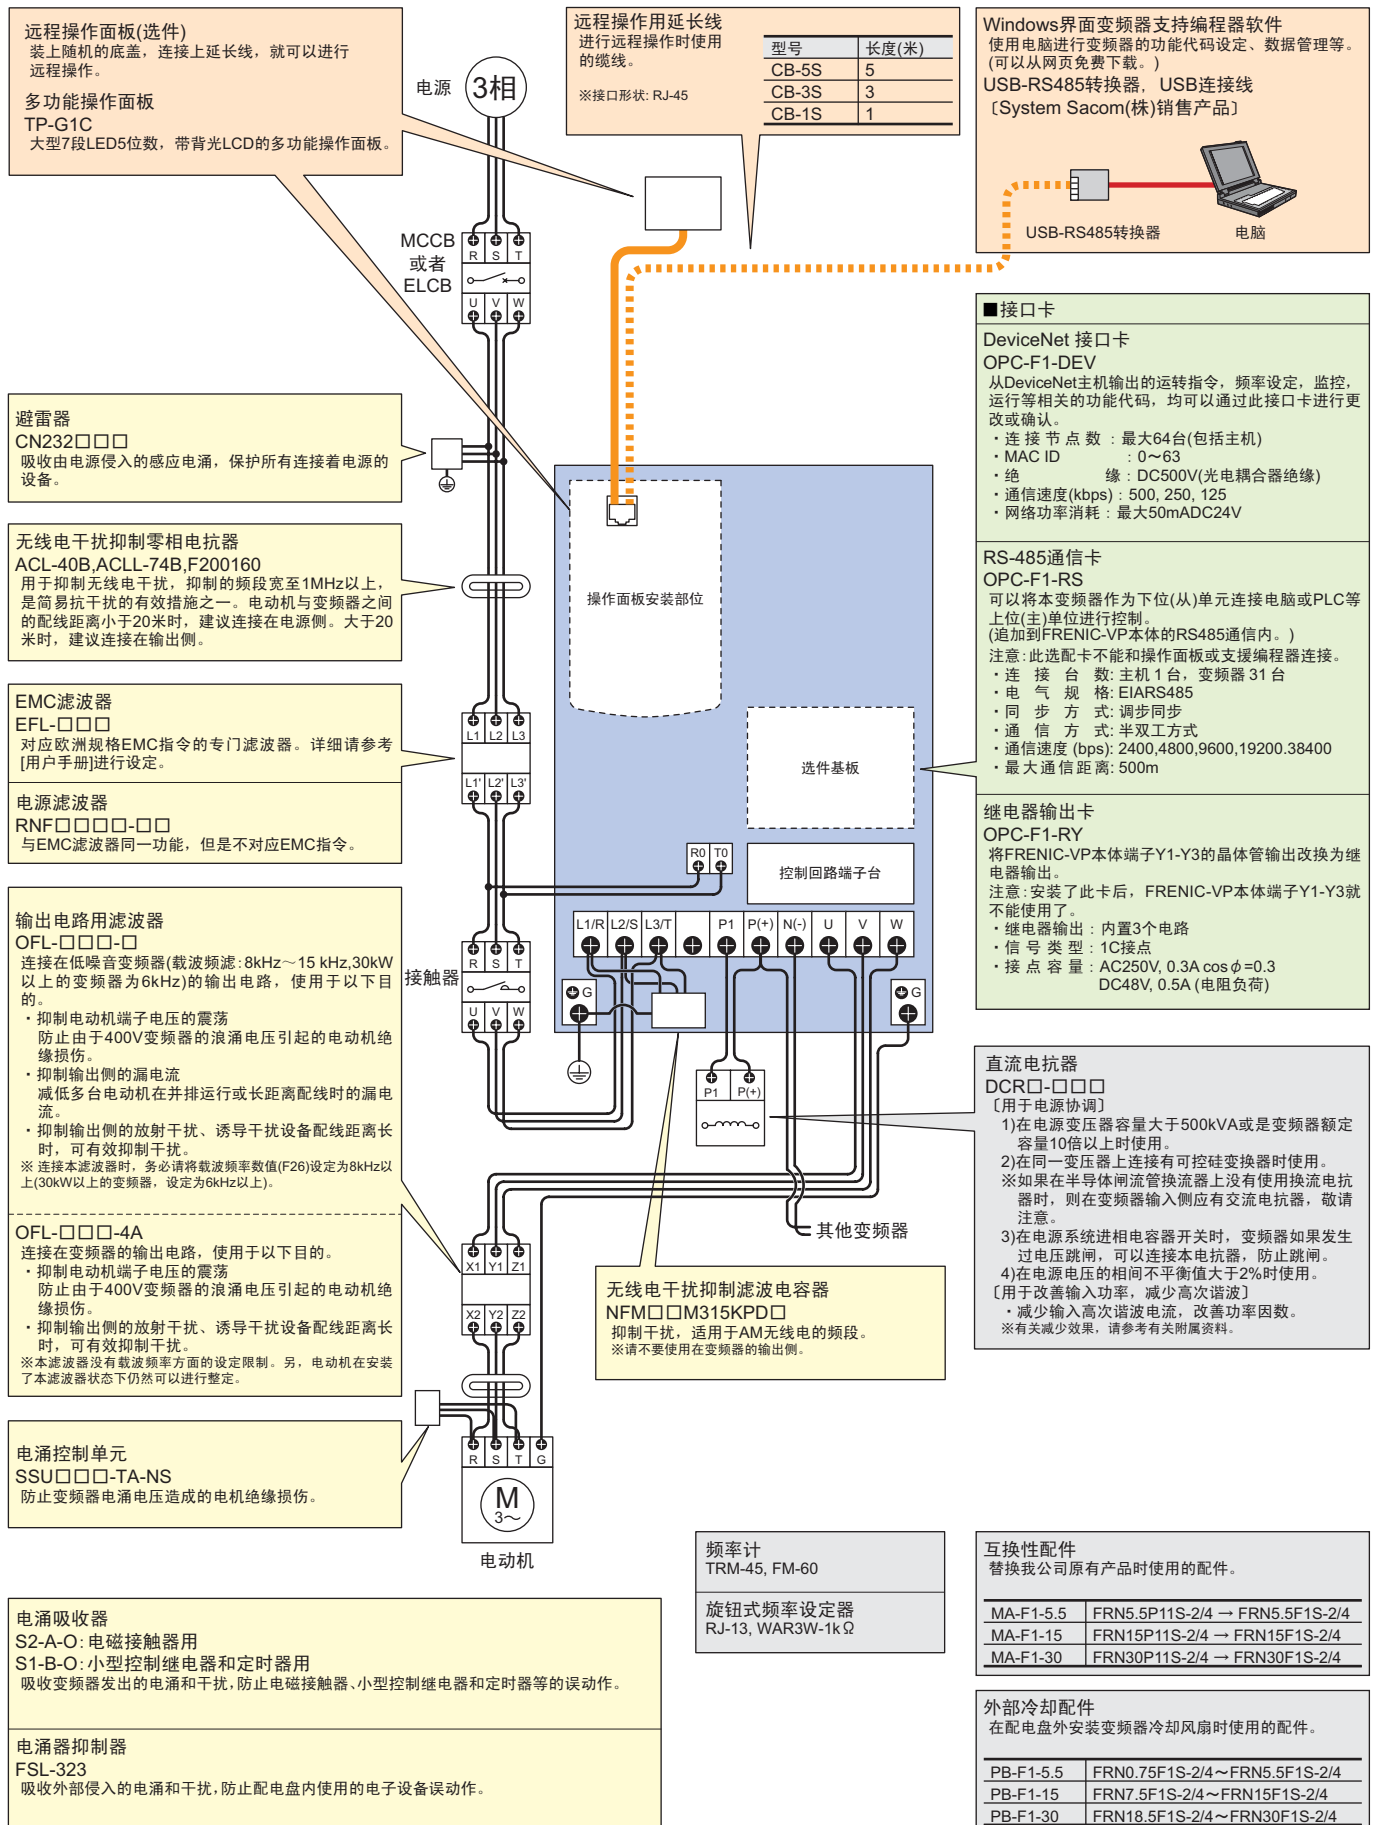 远程操作面板(选件)
装上随机的底盖，连接上延长线，就可以进行
远程操作。
多功能操作面板
TP-G1C
大型7段LED5位数，带背光LCD的多功能操作面板。
电源
3相
远程操作用延长线
进行远程操作时使用
的缆线。
※接口形状: RJ-45
型号 长度(米)
CB-5S 5
CB-3S 3
CB-1S 1
Windows界面变频器支持编程器软件
使用电脑进行变频器的功能代码设定、数据管理等。
(可以从网页免费下载。)
USB-RS485转换器，USB连接线
〔System Sacom(株)销售产品〕
USB-RS485转换器 电脑
MCCB
或者
ELCB
R S T
U V W
避雷器
CN232□□□
吸收由电源侵入的感应电涌，保护所有连接着电源的
设备。
无线电干扰抑制零相电抗器
ACL-40B,ACLL-74B,F200160
用于抑制无线电干扰，抑制的频段宽至1MHz以上，
是简易抗干扰的有效措施之一。电动机与变频器之间
的配线距离小于20米时，建议连接在电源侧。大于20
米时，建议连接在输出侧。
EMC滤波器
EFL-□□□
对应欧洲规格EMC指令的专门滤波器。详细请参考
[用户手册]进行设定。
电源滤波器
RNF□□□□-□□
与EMC滤波器同一功能，但是不对应EMC指令。
L1 L2 L3
L1' L2' L3'
输出电路用滤波器
OFL-□□□-□
连接在低噪音变频器(载波频滤:8kHz～15 kHz,30kW
以上的变频器为6kHz)的输出电路，使用于以下目
的。
・抑制电动机端子电压的震荡
防止由于400V变频器的浪涌电压引起的电动机绝
缘损伤。
・抑制输出侧的漏电流
减低多台电动机在并排运行或长距离配线时的漏电
流。
・抑制输出侧的放射干扰、诱导干扰设备配线距离长
时，可有效抑制干扰。
※ 连接本滤波器时，务必请将载波频率数值(F26)设定为8kHz以
上(30kW以上的变频器，设定为6kHz以上)。
OFL-□□□-4A
连接在变频器的输出电路，使用于以下目的。
・抑制电动机端子电压的震荡
防止由于400V变频器的浪涌电压引起的电动机绝
缘损伤。
・抑制输出侧的放射干扰、诱导干扰设备配线距离长
时，可有效抑制干扰。
※本滤波器没有载波频率方面的设定限制。另，电动机在安装
了本滤波器状态下仍然可以进行整定。
接触器
R S T
U V W
操作面板安装部位
选件基板
R0 T0
控制回路端子台
L1/R L2/S L3/T P1 P(+) N(-) U V W
G
G
P1 P(+)
其他变频器
X1 Y1 Z1
X2 Y2 Z2
电涌控制单元
SSU□□□-TA-NS
防止变频器电涌电压造成的电机绝缘损伤。
R S T G
M
3～
电动机
无线电干扰抑制滤波电容器
NFM□□M315KPD□
抑制干扰，适用于AM无线电的频段。
※请不要使用在变频器的输出侧。
■接口卡
DeviceNet 接口卡
OPC-F1-DEV
从DeviceNet主机输出的运转指令，频率设定，监控，
运行等相关的功能代码，均可以通过此接口卡进行更
改或确认。
・连 接 节 点 数 ：最大64台(包括主机)
・MAC ID ：0～63
・绝 缘：DC500V(光电耦合器绝缘)
・通信速度(kbps)：500, 250, 125
・网络功率消耗：最大50mADC24V
RS-485通信卡
OPC-F1-RS
可以将本变频器作为下位(从)单元连接电脑或PLC等
上位(主)单位进行控制。
(追加到FRENIC-VP本体的RS485通信内。)
注意:此选配卡不能和操作面板或支援编程器连接。
・连 接 台 数: 主机 1 台，变频器 31 台
・电 气 规 格: EIARS485
・同 步 方 式: 调步同步
・通 信 方 式: 半双工方式
・通信速度 (bps): 2400,4800,9600,19200.38400
・最大通信距离: 500m
继电器输出卡
OPC-F1-RY
将FRENIC-VP本体端子Y1-Y3的晶体管输出改换为继
电器输出。
注意:安装了此卡后，FRENIC-VP本体端子Y1-Y3就
不能使用了。
・继电器输出：内置3个电路
・信 号 类 型：1C接点
・接 点 容 量：AC250V, 0.3A cosφ=0.3
DC48V, 0.5A (电阻负荷)
直流电抗器
DCR□-□□□
〔用于电源协调〕
1)在电源变压器容量大于500kVA或是变频器额定
容量10倍以上时使用。
2)在同一变压器上连接有可控硅变换器时使用。
※如果在半导体闸流管换流器上没有使用换流电抗
器时，则在变频器输入侧应有交流电抗器，敬请
注意。
3)在电源系统进相电容器开关时，变频器如果发生
过电压跳闸，可以连接本电抗器，防止跳闸。
4)在电源电压的相间不平衡值大于2%时使用。
〔用于改善输入功率，减少高次谐波〕
・减少输入高次谐波电流，改善功率因数。
※有关减少效果，请参考有关附属资料。
频率计
TRM-45, FM-60
旋钮式频率设定器
RJ-13, WAR3W-1kΩ
互换性配件
替换我公司原有产品时使用的配件。
MA-F1-5.5 FRN5.5P11S-2/4 → FRN5.5F1S-2/4
MA-F1-15 FRN15P11S-2/4 → FRN15F1S-2/4
MA-F1-30 FRN30P11S-2/4 → FRN30F1S-2/4
电涌吸收器
S2-A-O: 电磁接触器用
S1-B-O: 小型控制继电器和定时器用
吸收变频器发出的电涌和干扰,防止电磁接触器、小型控制继电器和定时器等的误动作。
电涌器抑制器
FSL-323
吸收外部侵入的电涌和干扰,防止配电盘内使用的电子设备误动作。
外部冷却配件
在配电盘外安装变频器冷却风扇时使用的配件。
PB-F1-5.5 FRN0.75F1S-2/4～FRN5.5F1S-2/4
PB-F1-15 FRN7.5F1S-2/4～FRN15F1S-2/4
PB-F1-30 FRN18.5F1S-2/4～FRN30F1S-2/4